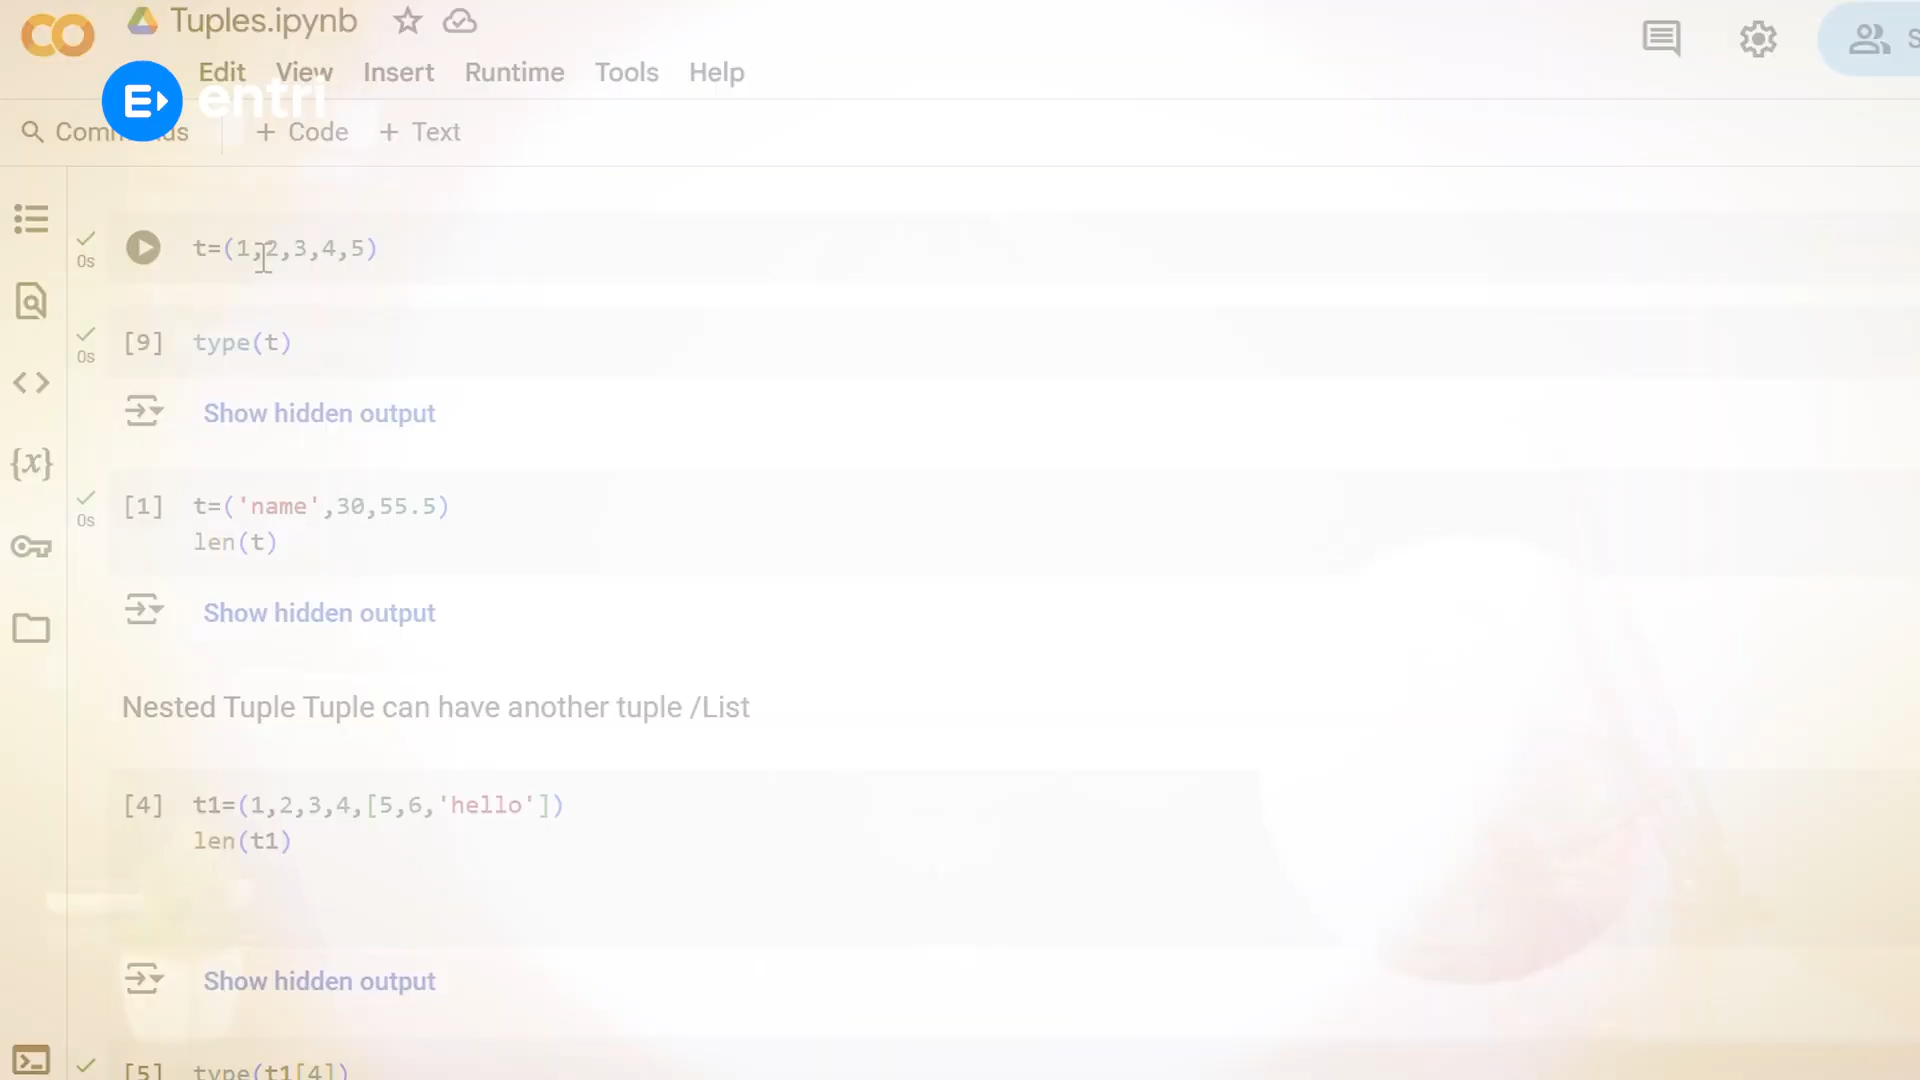 Tuples.ipynb
Edit View Insert Runtime Tools Help
entri
+ Code + Text
0s
t=(1,2,3,4,5)
0s
[9] type(t)
Show hidden output
0s
[1] t=('name',30,55.5)
len(t)
Show hidden output
Nested Tuple Tuple can have another tuple /List
[4] t1=(1,2,3,4,[5,6,'hello'])
len(t1)
Show hidden output
[5] type(t1[4])